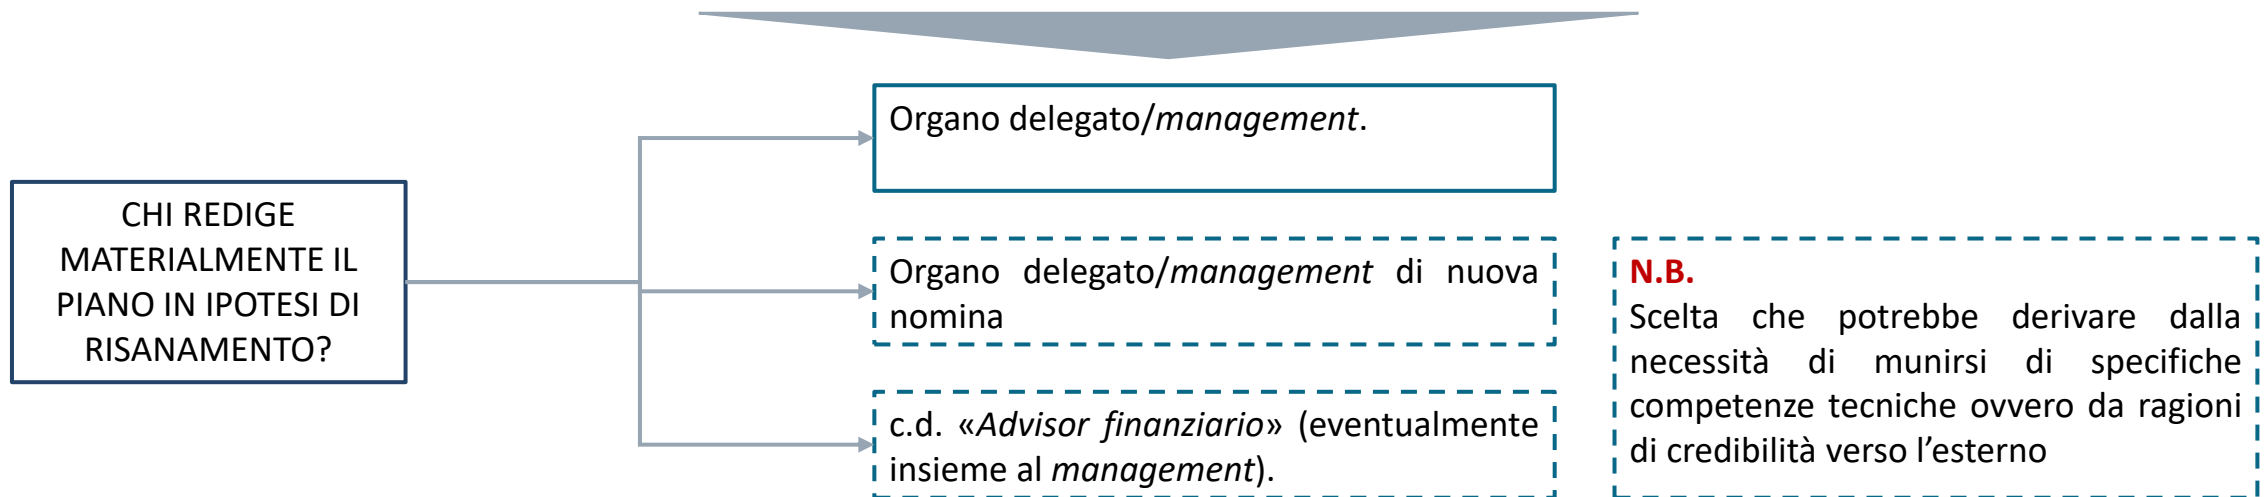 CHI REDIGE
MATERIALMENTE IL
PIANO IN IPOTESI DI
RISANAMENTO?
Organo delegato/management.
Organo delegato/management di nuova
nomina
c.d. «Advisor finanziario» (eventualmente
insieme al management).
N.B.
Scelta che potrebbe derivare dalla
necessità di munirsi di specifiche
competenze tecniche ovvero da ragioni
di credibilità verso l’esterno